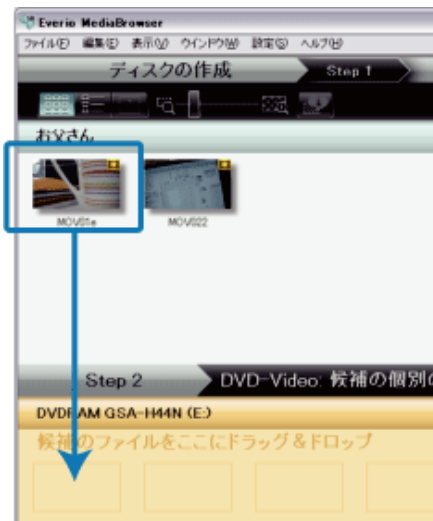 Everio MediaBrowser
ファイル(F) 編集(E) 表示(V) ウインドウ(W) 設定(S) ヘルプ(H)
ディスクの作成 Step 1
お父さん
MOV01e MOV022
Step 2 DVD-Video: 候補の個別の
DVDRAM GSA-H44N (E:)
候補のファイルをここにドラッグ&ドロップ